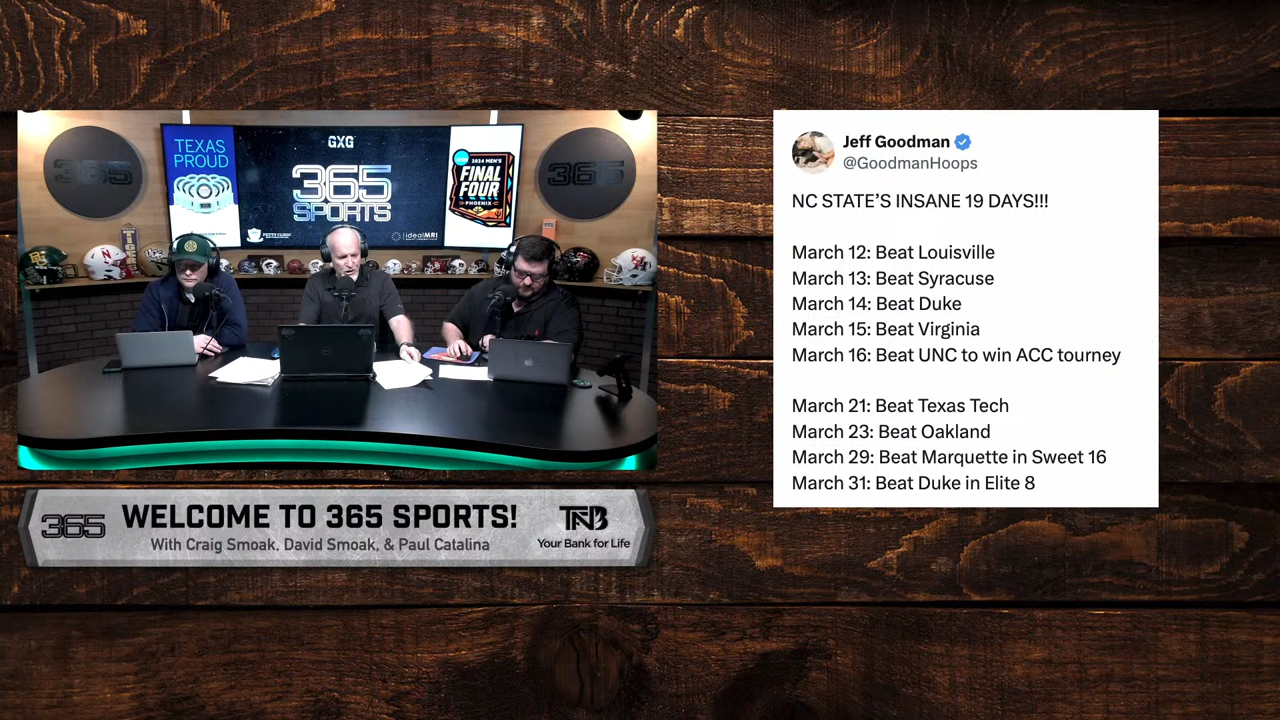 365
TEXAS
PROUD
GXG
365
SPORTS
2024 MEN'S
FINAL
FOUR
PHOENIX
365
WELCOME TO 365 SPORTS!
365
With Craig Smoak, David Smoak, & Paul Catalina
TNB
Your Bank for Life
Jeff Goodman
@GoodmanHoops
NC STATE’S INSANE 19 DAYS!!!
March 12: Beat Louisville
March 13: Beat Syracuse
March 14: Beat Duke
March 15: Beat Virginia
March 16: Beat UNC to win ACC tourney
March 21: Beat Texas Tech
March 23: Beat Oakland
March 29: Beat Marquette in Sweet 16
March 31: Beat Duke in Elite 8